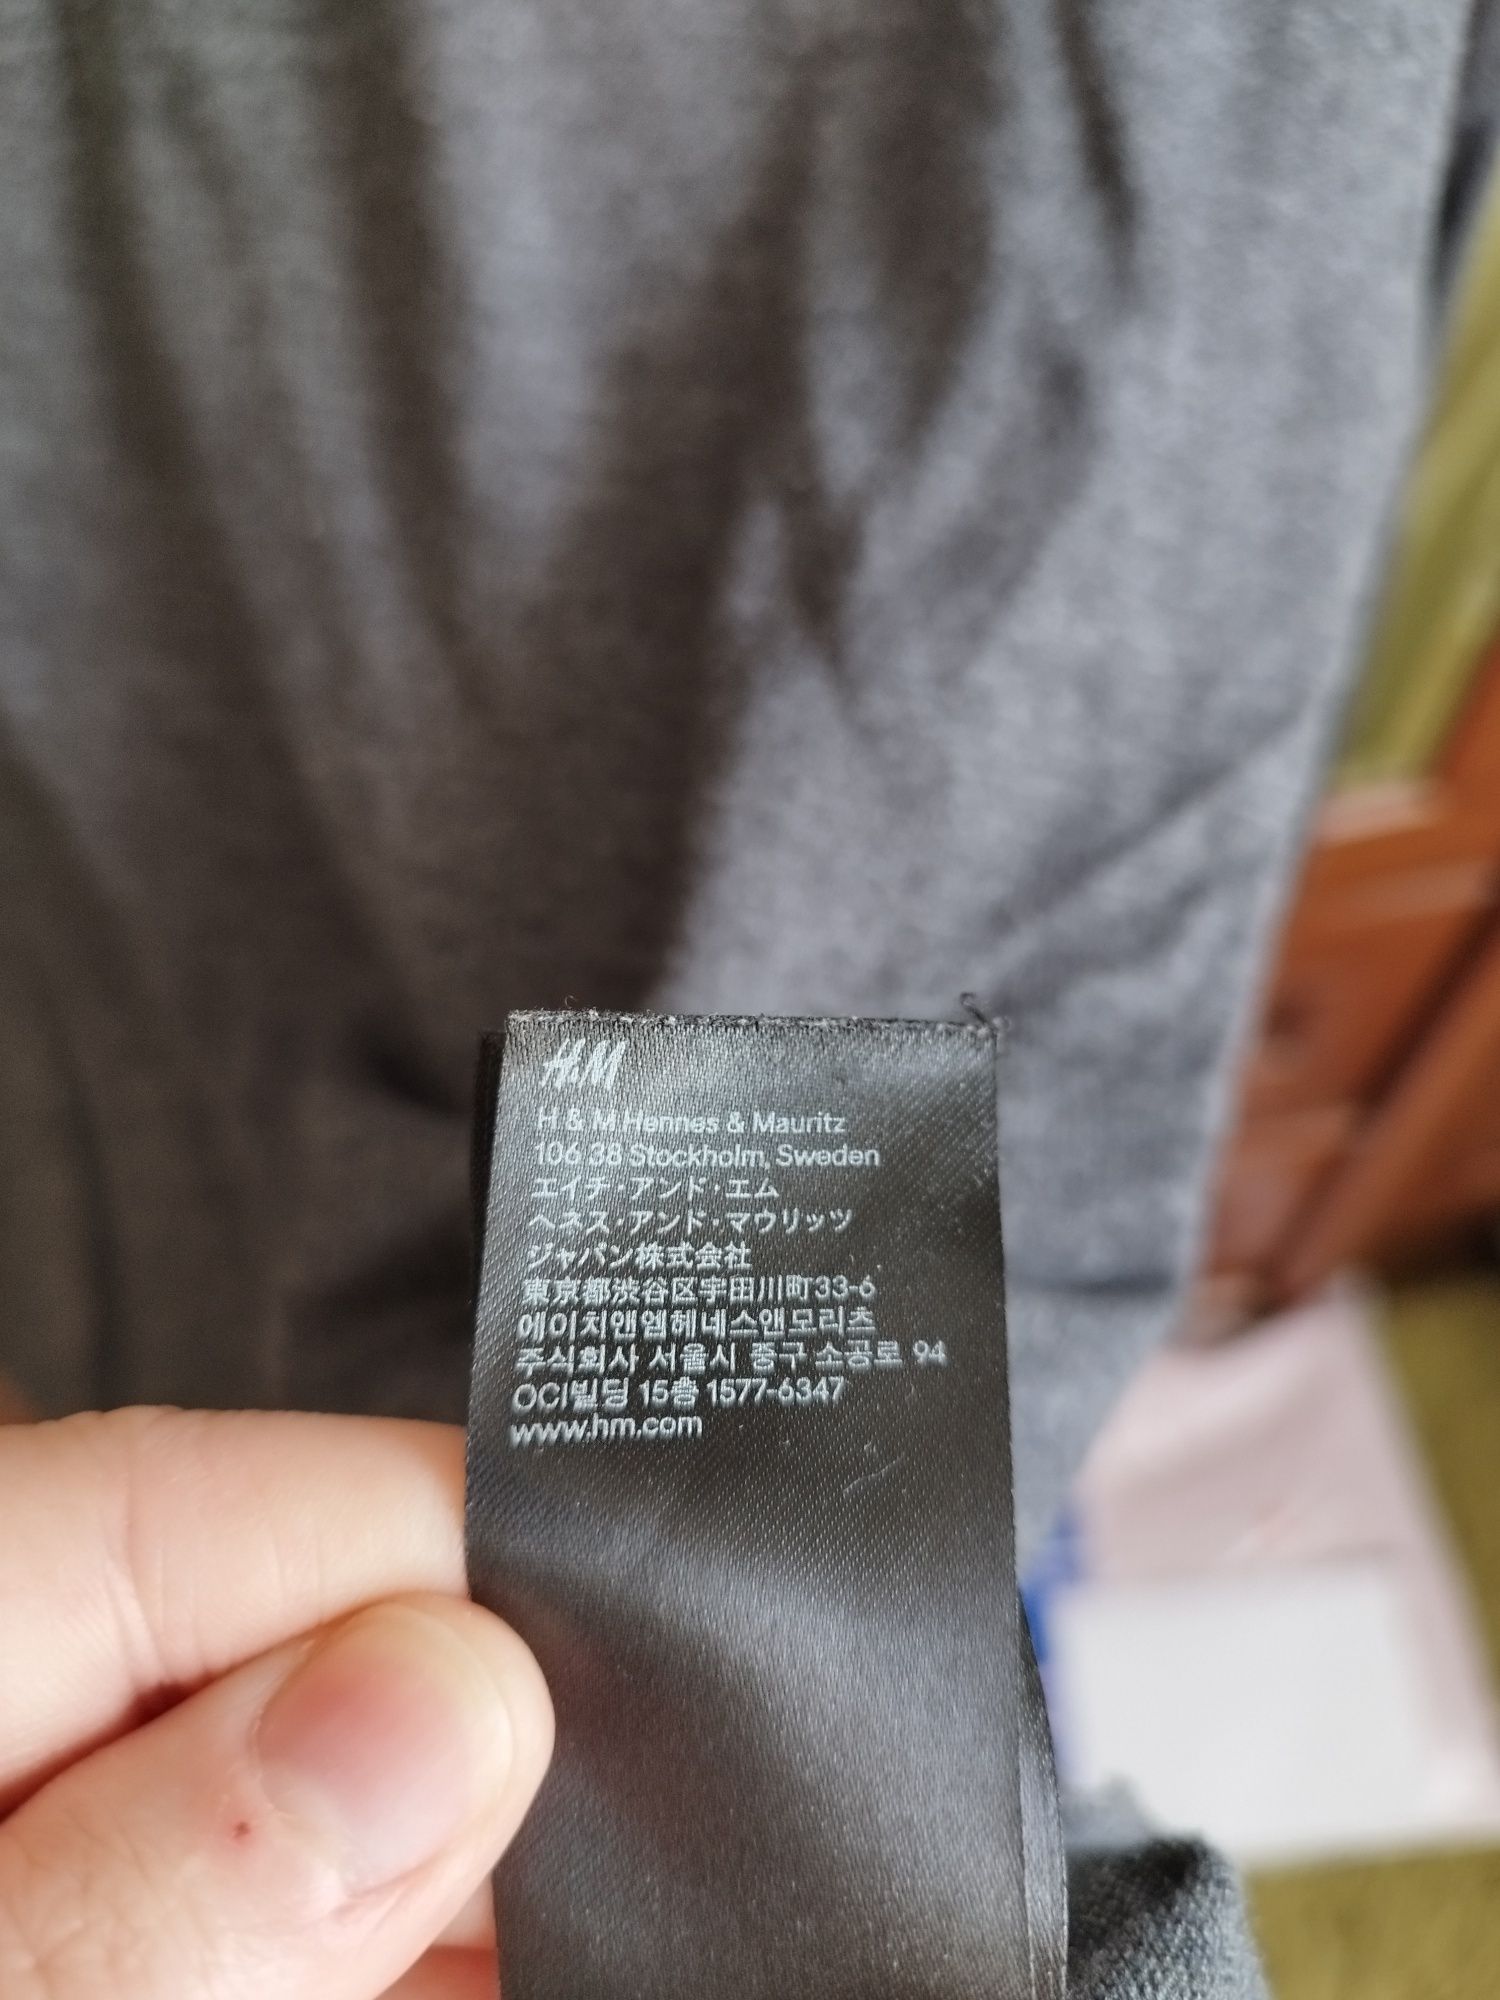 H&M
H & M Hennes & Mauritz
106 38 Stockholm, Sweden
エイチ・アンド・エム
ヘネス・アンド・マウリッツ
ジャパン株式会社
東京都渋谷区宇田川町33-6
에이치앤엠헤네스앤모리츠
주식회사 서울시 중구 소공로 94
OCI빌딩 15층 1577-6347
www.hm.com